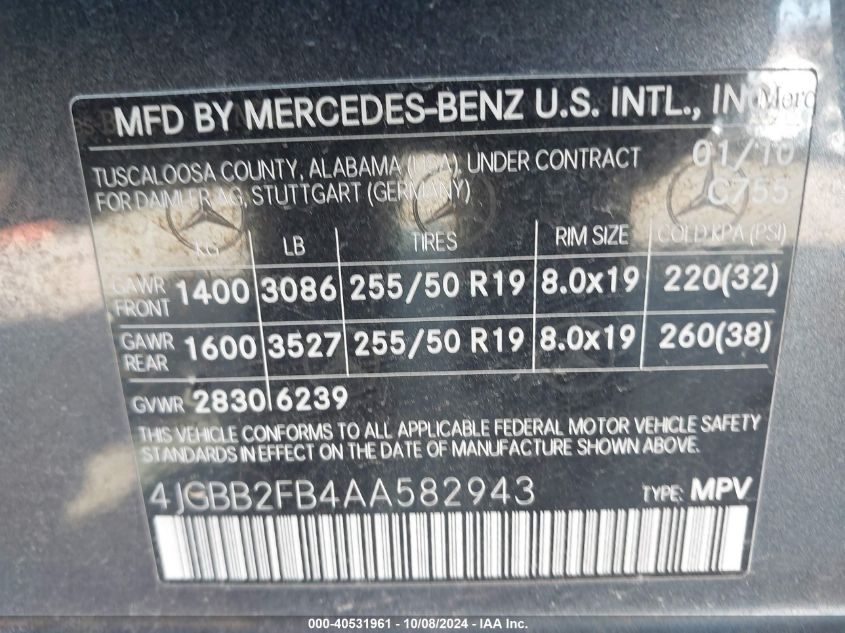 MFD BY MERCEDES-BENZ U.S. INTL., IN
TUSCALOOSA COUNTY, ALABAMA (USA), UNDER CONTRACT 01/10
FOR DAIMLER AG, STUTTGART (GERMANY) C755
KG LB TIRES RIM SIZE COLD KPA (PSI)
GAWR FRONT 1400 3086 255/50 R19 8.0x19 220(32)
GAWR REAR 1600 3527 255/50 R19 8.0x19 260(38)
GVWR 2830 6239
THIS VEHICLE CONFORMS TO ALL APPLICABLE FEDERAL MOTOR VEHICLE SAFETY
STANDARDS IN EFFECT ON THE DATE OF MANUFACTURE SHOWN ABOVE.
4JGBB2FB4AA582943 TYPE: MPV
000-40531961 - 10/08/2024 - IAA Inc.